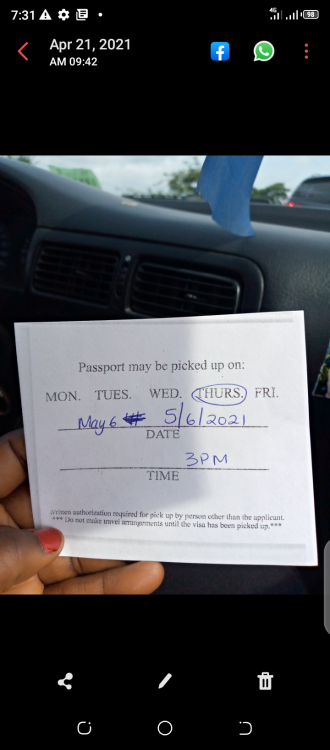 7:31
4G
98
Apr 21, 2021
AM 09:42
Passport may be picked up on:
MON. TUES. WED. THURS. FRI.
May 6 5/6/2021
DATE
3PM
TIME
written authorization required for pick up by person other than the applicant.
*** Do not make travel arrangements until the visa has been picked up.***